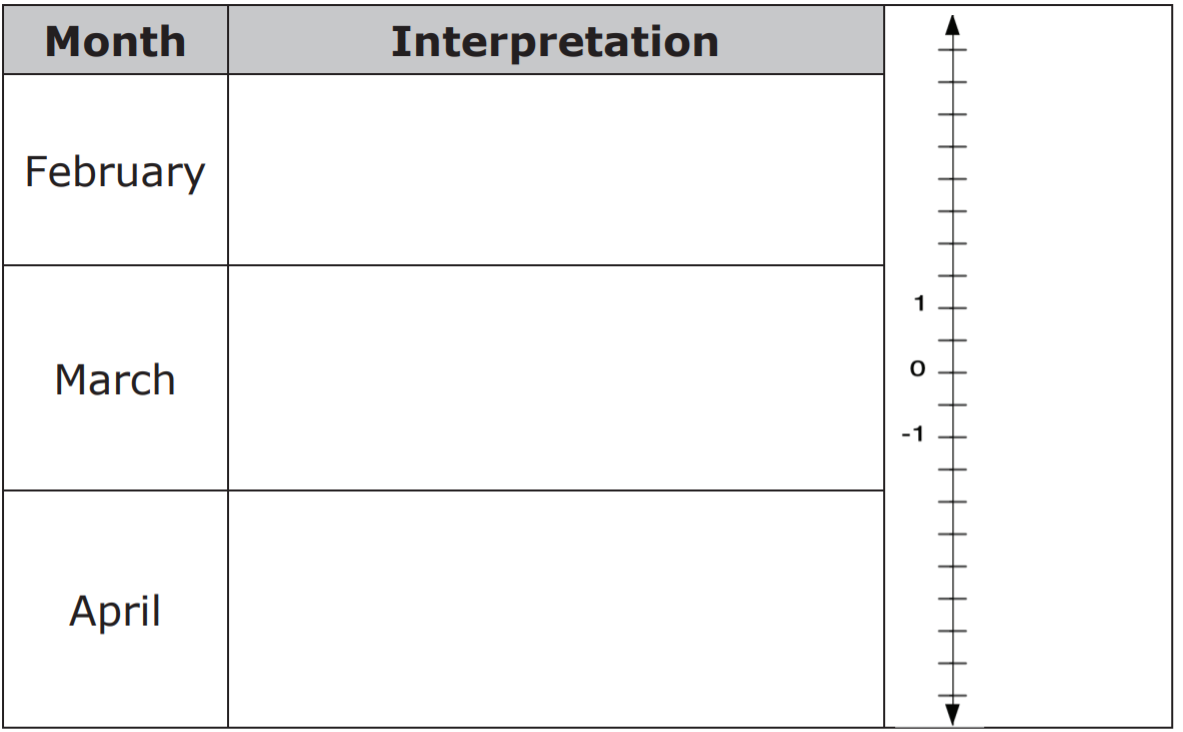 Month Interpretation
February
March
April
1
0
-1